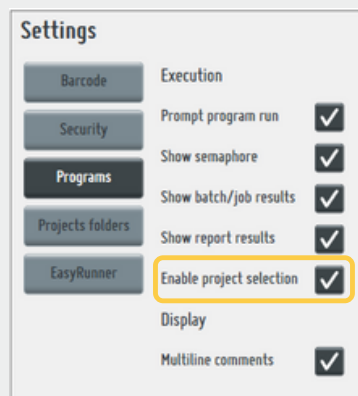 Settings
Barcode
Security
Programs
Projects folders
EasyRunner
Execution
Prompt program run
Show semaphore
Show batch/job results
Show report results
Enable project selection
Display
Multiline comments